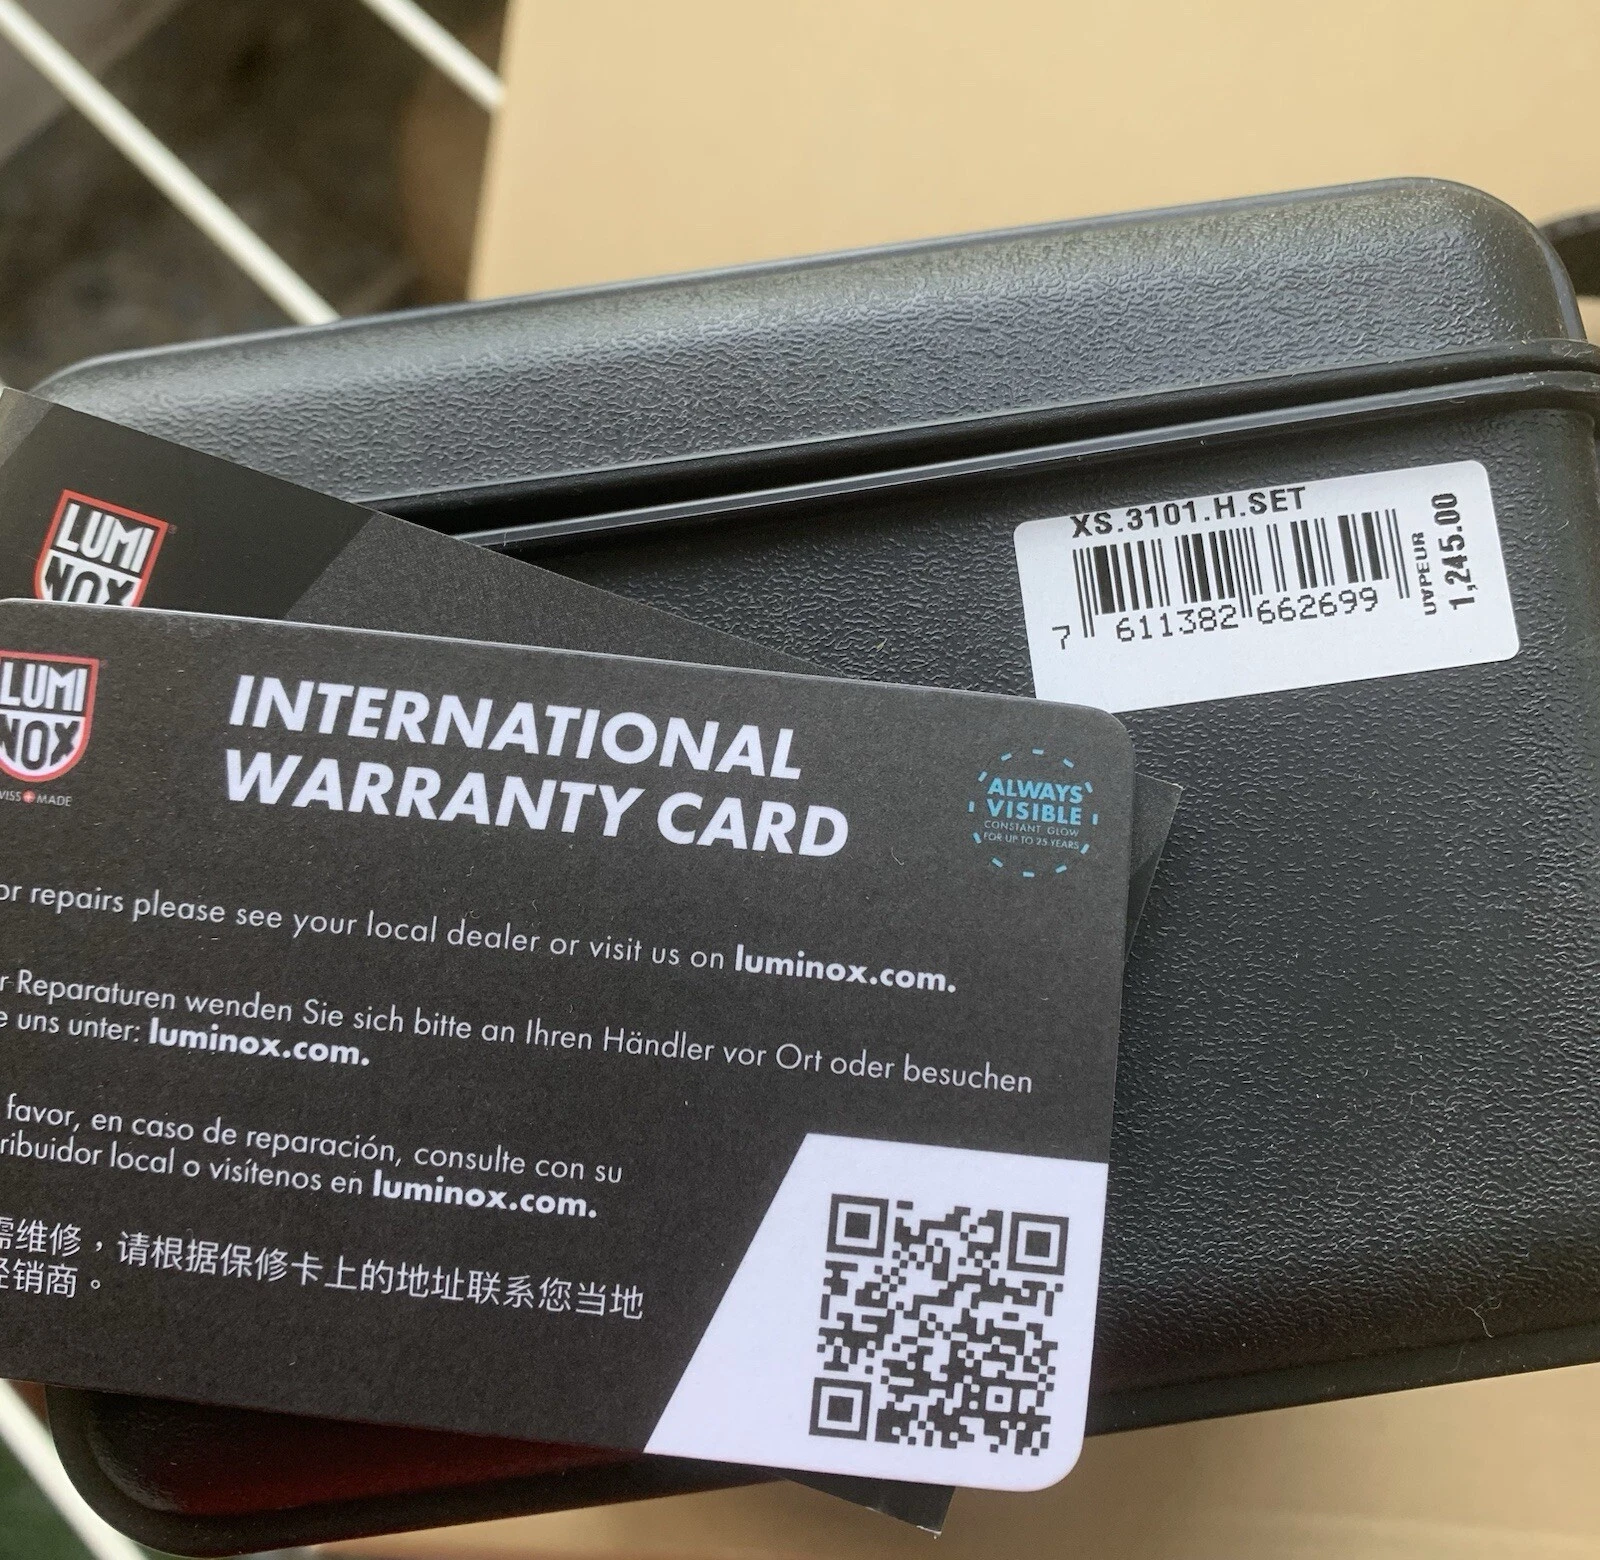 XS.3101.H.SET
7 611382 662699
UVPEUR
1,245.00
LUMI
NOX
LUMI
NOX
MADE
INTERNATIONAL
WARRANTY CARD
ALWAYS
VISIBLE
CONSTANT GLOW
FOR UP TO 25 YEARS
or repairs please see your local dealer or visit us on luminox.com.
r Reparaturen wenden Sie sich bitte an Ihren Händler vor Ort oder besuchen
e uns unter: luminox.com.
favor, en caso de reparación, consulte con su
ribuidor local o visítenos en luminox.com.
需维修，请根据保修卡上的地址联系您当地
经销商。